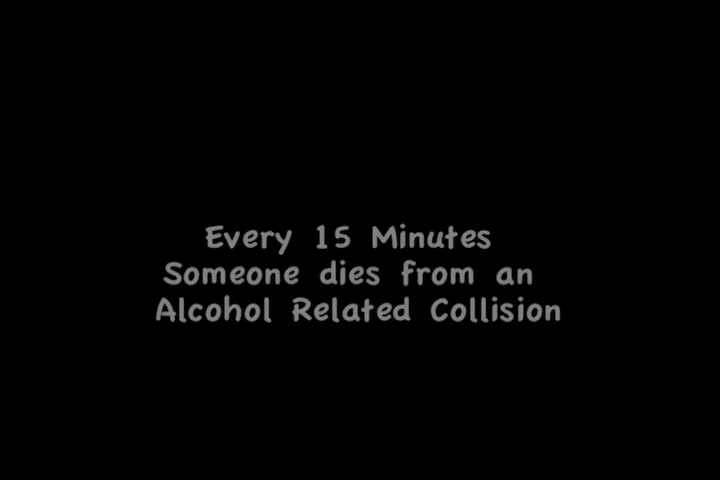 Every 15 Minutes
Someone dies from an
Alcohol Related Collision